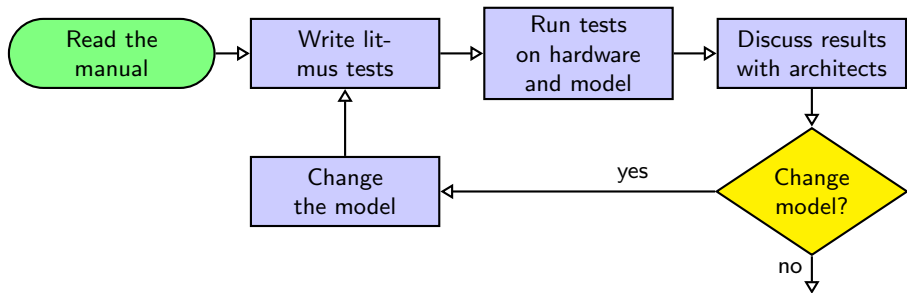 Read the
manual
Write lit-
mus tests
Run tests
on hardware
and model
Discuss results
with architects
Change
the model
yes
Change
model?
no